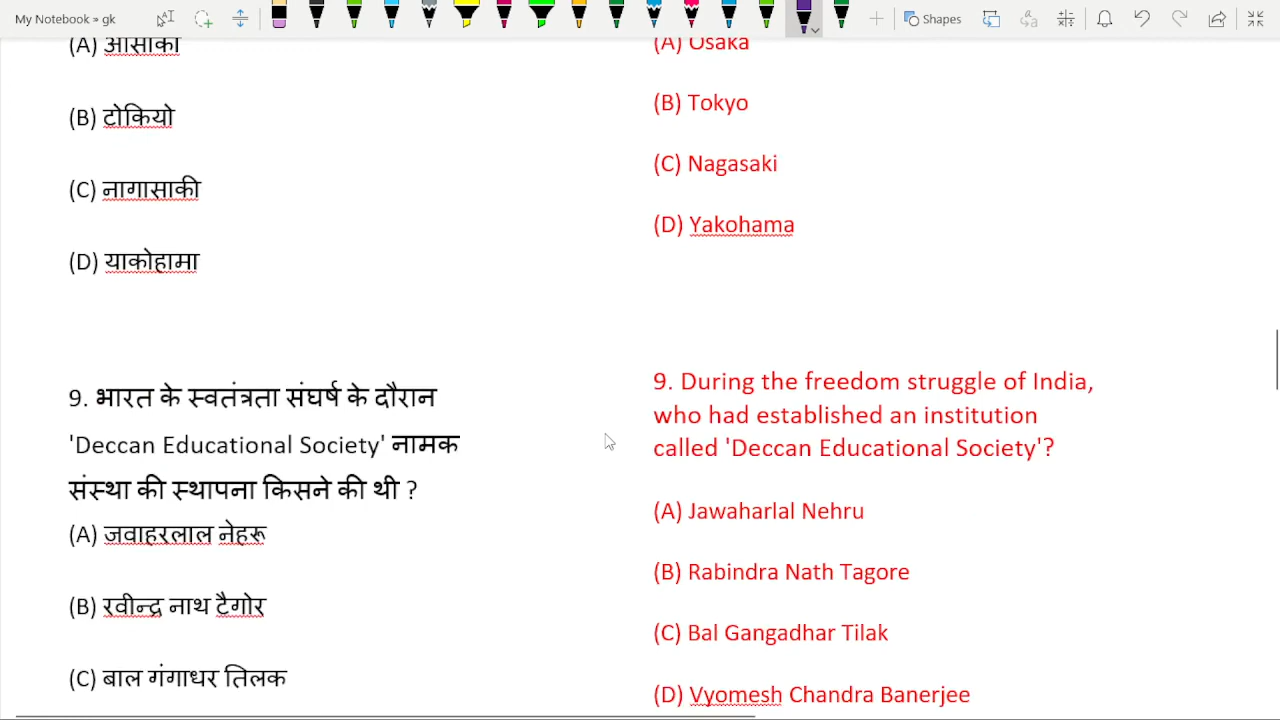 My Notebook » gk
Shapes
(A) ओसाका
(B) टोकियो
(C) नागासाकी
(D) याकोहामा
9. भारत के स्वतंत्रता संघर्ष के दौरान
'Deccan Educational Society' नामक
संस्था की स्थापना किसने की थी ?
(A) जवाहरलाल नेहरू
(B) रवीन्द्र नाथ टैगोर
(C) बाल गंगाधर तिलक
(A) Osaka
(B) Tokyo
(C) Nagasaki
(D) Yakohama
9. During the freedom struggle of India,
who had established an institution
called 'Deccan Educational Society'?
(A) Jawaharlal Nehru
(B) Rabindra Nath Tagore
(C) Bal Gangadhar Tilak
(D) Vyomesh Chandra Banerjee